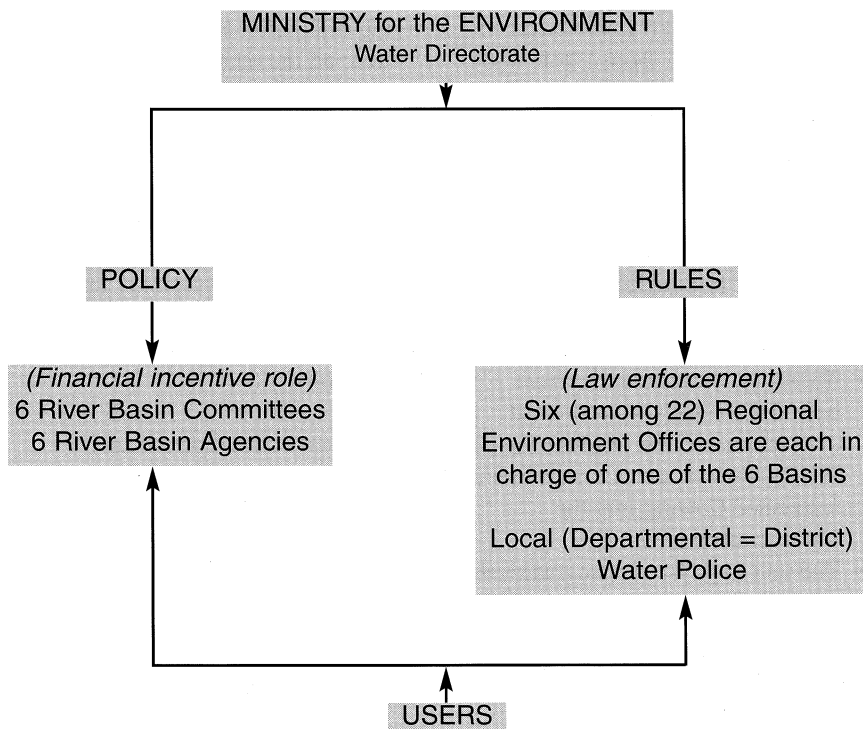 MINISTRY for the ENVIRONMENT
Water Directorate
POLICY
RULES
(Financial incentive role)
6 River Basin Committees
6 River Basin Agencies
(Law enforcement)
Six (among 22) Regional
Environment Offices are each in
charge of one of the 6 Basins
Local (Departmental = District)
Water Police
USERS